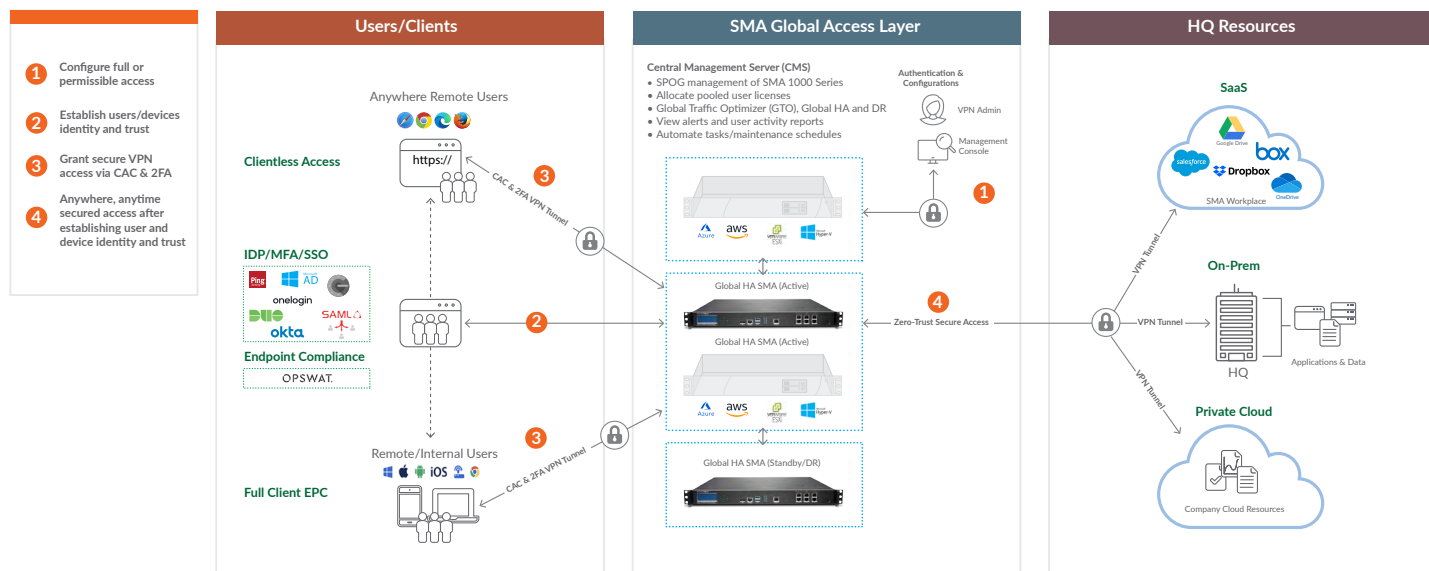 1
Configure full or
permissible access
2
Establish users/devices
identity and trust
3
Grant secure VPN
access via CAC & 2FA
4
Anywhere, anytime
secured access after
establishing user and
device identity and trust
Users/Clients
Anywhere Remote Users
Clientless Access
https://
3
CAC & 2FA VPN Tunnel
IDP/MFA/SSO
Ping
AD
onelogin
DUO
SAML
okta
2
Endpoint Compliance
OPSWAT.
3
CAC & 2FA VPN Tunnel
Remote/Internal Users
iOS
Full Client EPC
SMA Global Access Layer
Central Management Server (CMS)
• SPOG management of SMA 1000 Series
• Allocate pooled user licenses
• Global Traffic Optimizer (GTO), Global HA and DR
• View alerts and user activity reports
• Automate tasks/maintenance schedules
Authentication &
Configurations
VPN Admin
Management
Console
1
Azure
aws
vmware
ESXi
Hyper-V
Global HA SMA (Active)
4
Zero-Trust Secure Access
Global HA SMA (Active)
Azure
aws
vmware
ESXi
Hyper-V
Global HA SMA (Standby/DR)
HQ Resources
SaaS
Google Drive
salesforce
box
Dropbox
OneDrive
SMA Workplace
VPN Tunnel
On-Prem
VPN Tunnel
HQ
Applications & Data
VPN Tunnel
Private Cloud
Company Cloud Resources